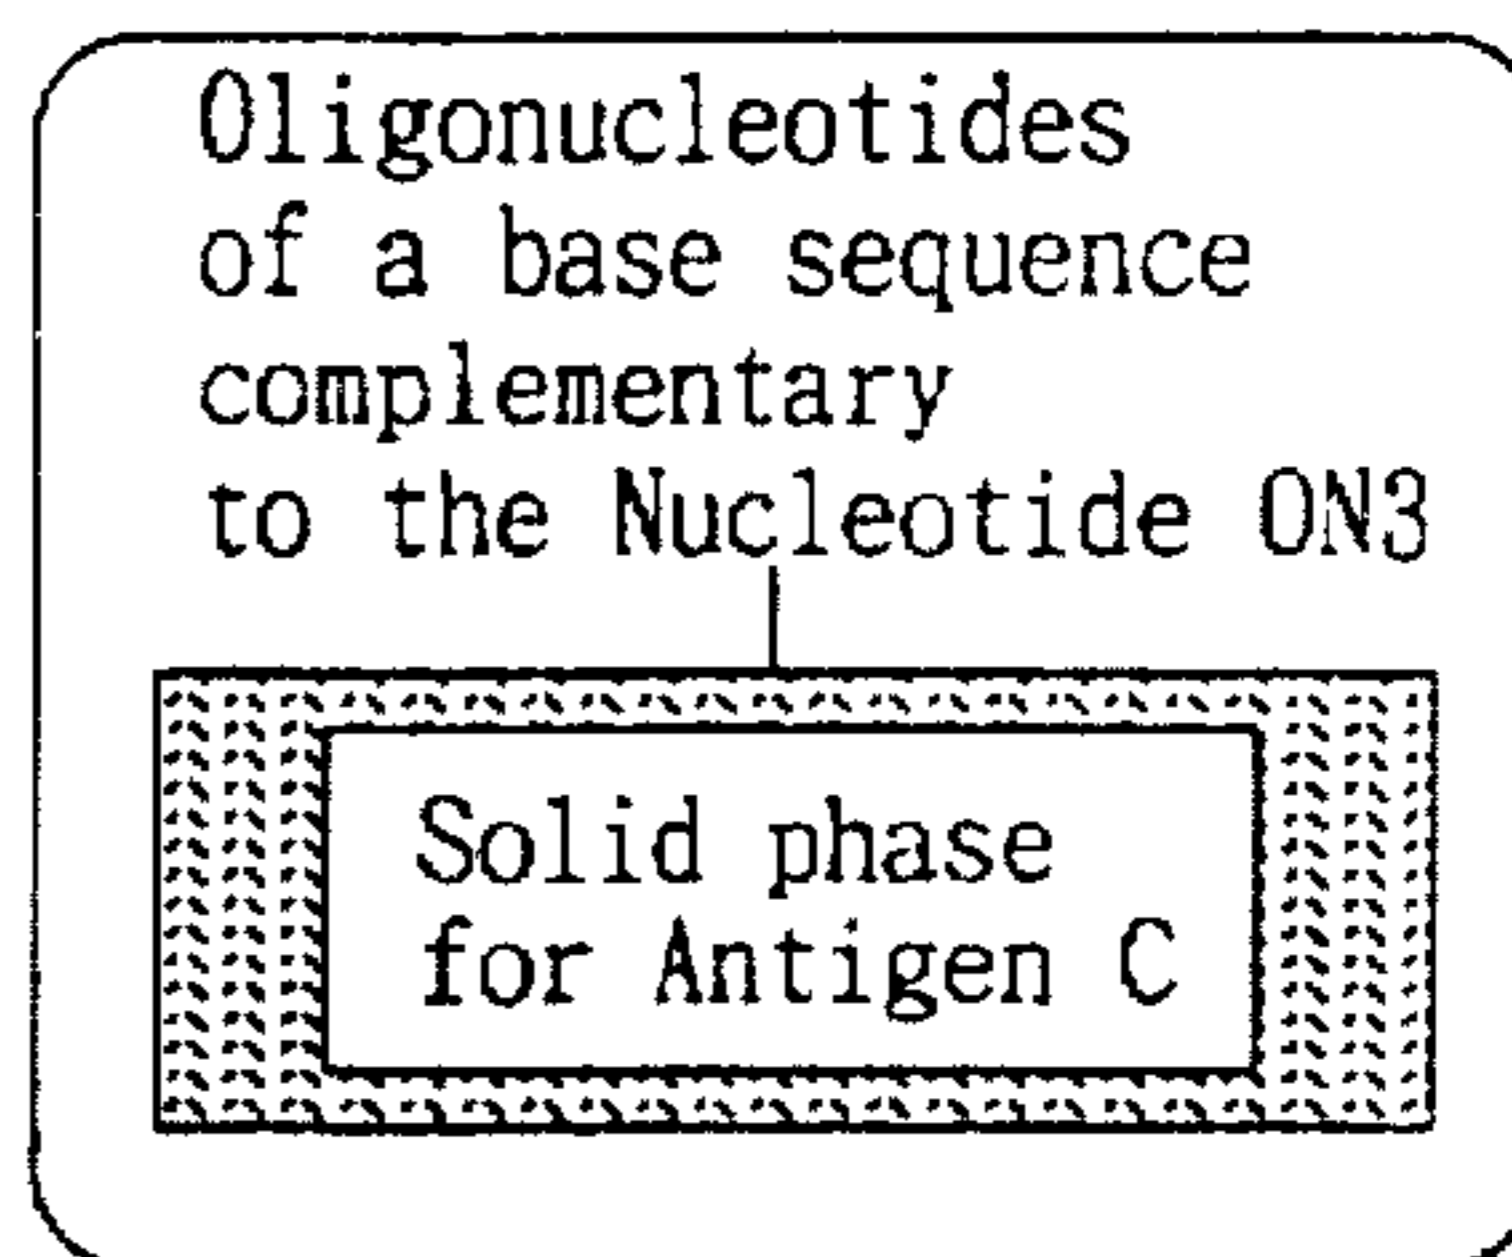 Oligonucleotides
of a base sequence
complementary
to the Nucleotide ON3
Solid phase
for Antigen C